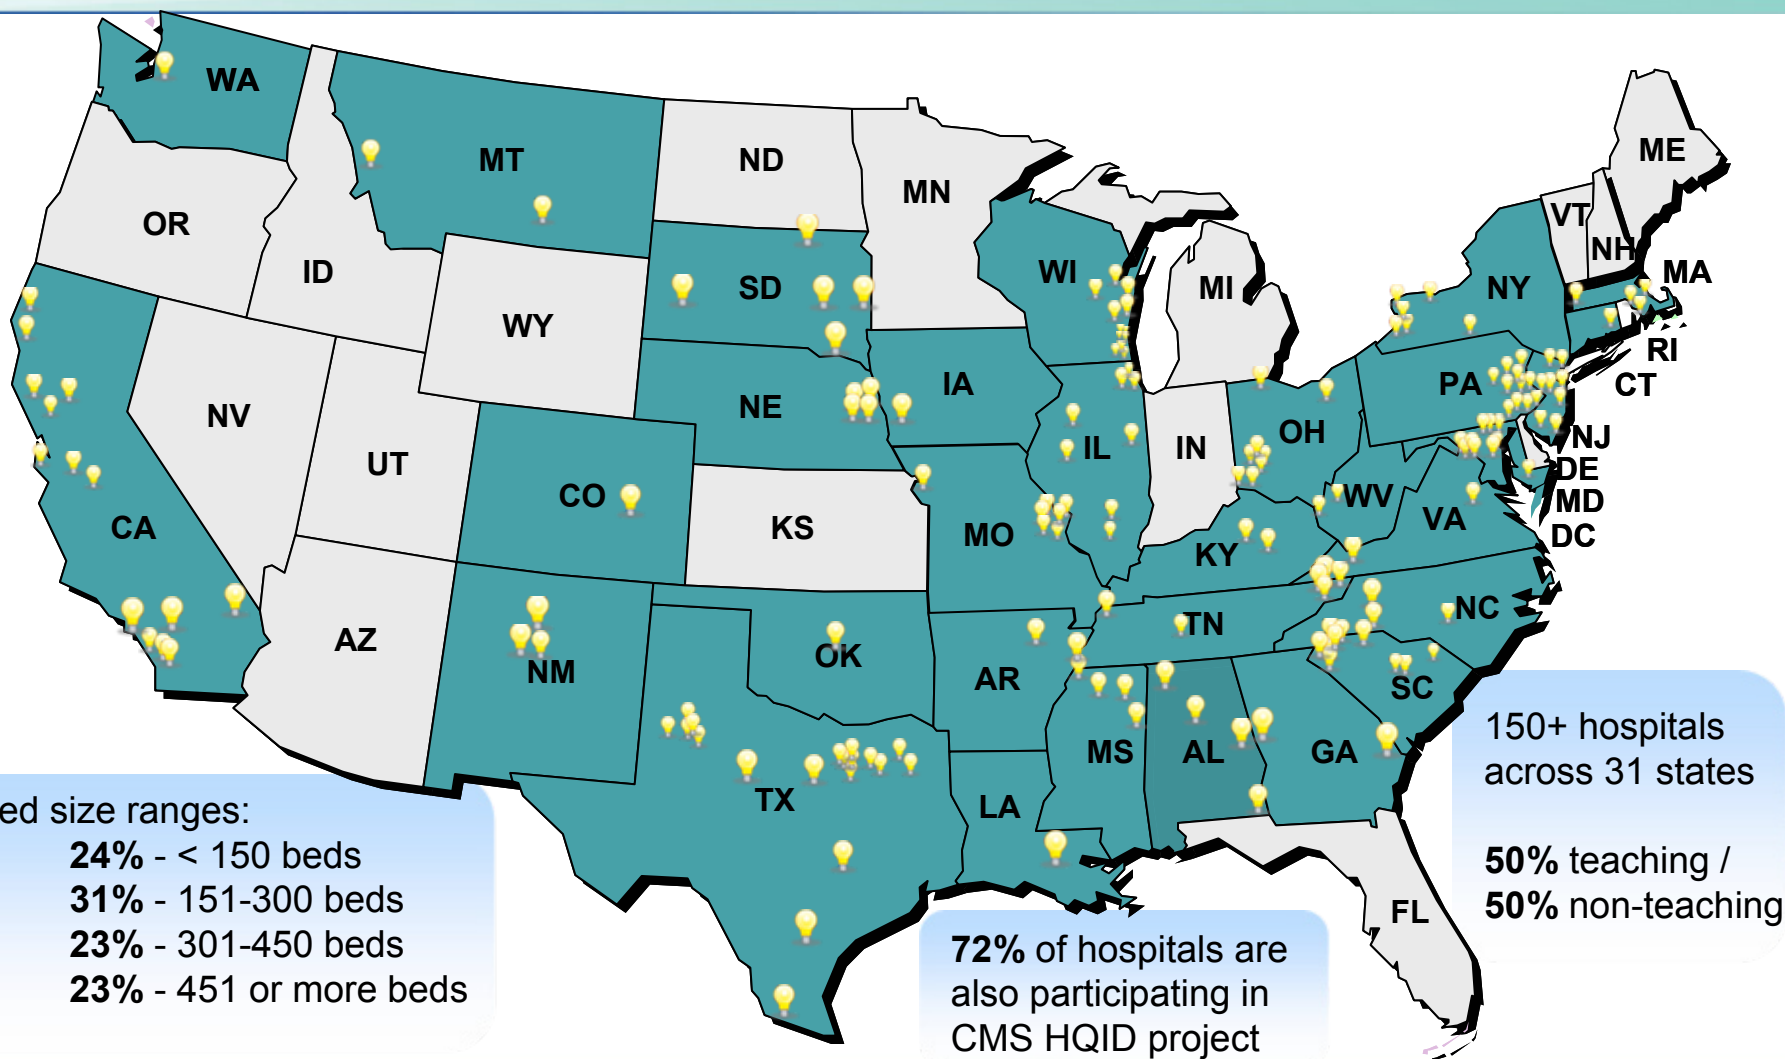 WA
MT
ND
MN
ME
OR
ID
VT
NH
MA
WI
MI
NY
SD
WY
RI
CT
IA
PA
NE
NV
OH
IL
IN
NJ
UT
DE
CO
WV
MD
CA
KS
MO
VA
DC
KY
NC
TN
AZ
OK
NM
AR
SC
MS
AL
GA
TX
LA
FL
ed size ranges:
24% - < 150 beds
31% - 151-300 beds
23% - 301-450 beds
23% - 451 or more beds
72% of hospitals are
also participating in
CMS HQID project
150+ hospitals
across 31 states
50% teaching /
50% non-teaching